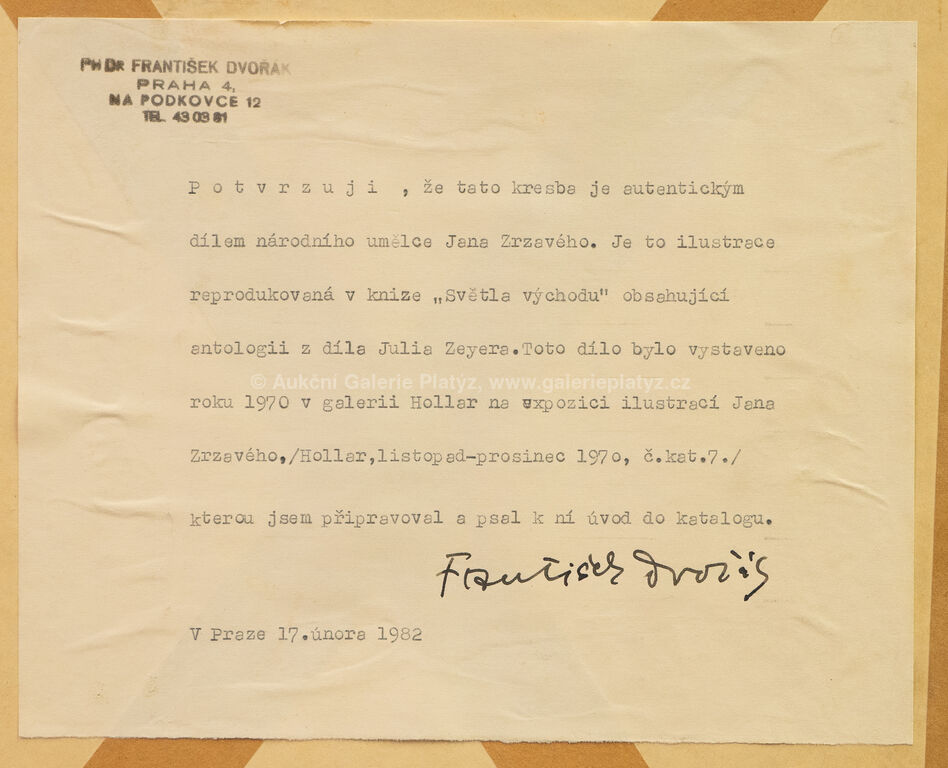 PHDR FRANTIŠEK DVOŘÁK
PRAHA 4,
NA PODKOVCE 12
TEL. 43 03 81
P o t v r z u j i , že tato kresba je autentickým
dílem národního umělce Jana Zrzavého. Je to ilustrace
reprodukovaná v knize „Světla východu" obsahující
antologii z díla Julia Zeyera.Toto dílo bylo vystaveno
© Aukční Galerie Platýz, www.galerieplatyz.cz
roku 1970 v galerii Hollar na expozici ilustrací Jana
Zrzavého,/Hollar,listopad-prosinec 197o, č.kat.7./
kterou jsem připravoval a psal k ní úvod do katalogu.
František Dvořák
V Praze 17.února 1982